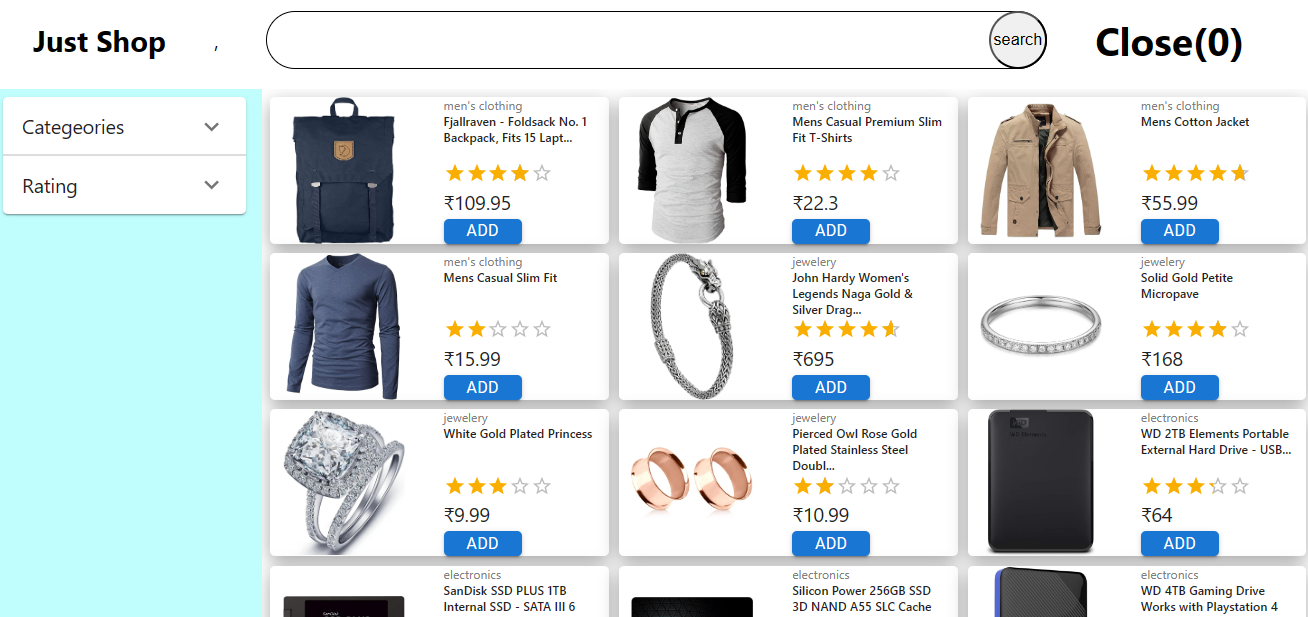 Just Shop
,
search
Close(0)
Categeories
Rating
men's clothing
Fjallraven - Foldsack No. 1
Backpack, Fits 15 Lapt...
₹109.95
ADD
men's clothing
Mens Casual Premium Slim
Fit T-Shirts
₹22.3
ADD
men's clothing
Mens Cotton Jacket
₹55.99
ADD
men's clothing
Mens Casual Slim Fit
₹15.99
ADD
jewelery
John Hardy Women's
Legends Naga Gold &
Silver Drag...
₹695
ADD
jewelery
Solid Gold Petite
Micropave
₹168
ADD
jewelery
White Gold Plated Princess
₹9.99
ADD
jewelery
Pierced Owl Rose Gold
Plated Stainless Steel
Doubl...
₹10.99
ADD
electronics
WD 2TB Elements Portable
External Hard Drive - USB...
₹64
ADD
electronics
SanDisk SSD PLUS 1TB
Internal SSD - SATA III 6
electronics
Silicon Power 256GB SSD
3D NAND A55 SLC Cache
electronics
WD 4TB Gaming Drive
Works with Playstation 4